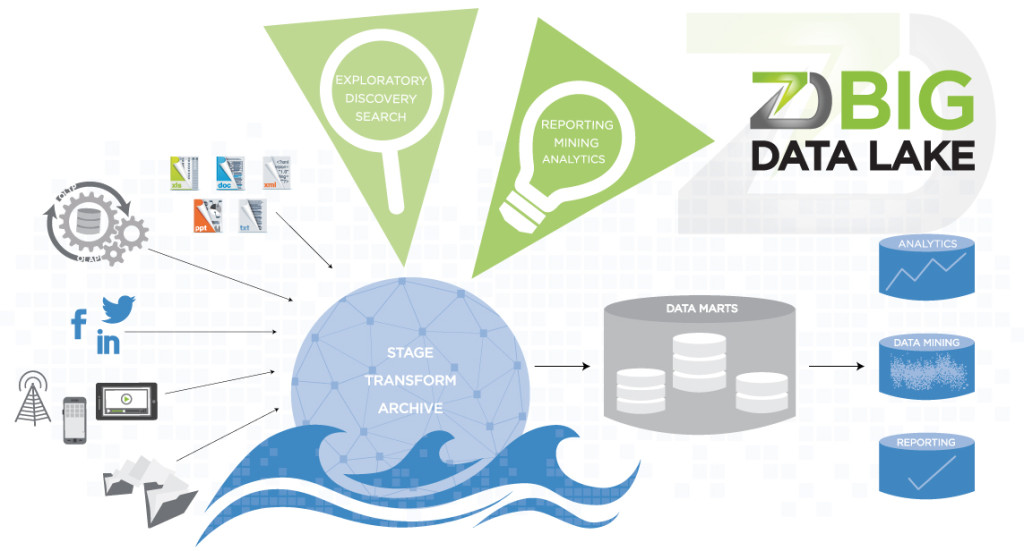 EXPLORATORY
DISCOVERY
SEARCH
REPORTING
MINING
ANALYTICS
BIG
DATA LAKE
xls
doc
xml
ppt
txt
OLTP
OLAP
STAGE
TRANSFORM
ARCHIVE
DATA MARTS
ANALYTICS
DATA MINING
REPORTING